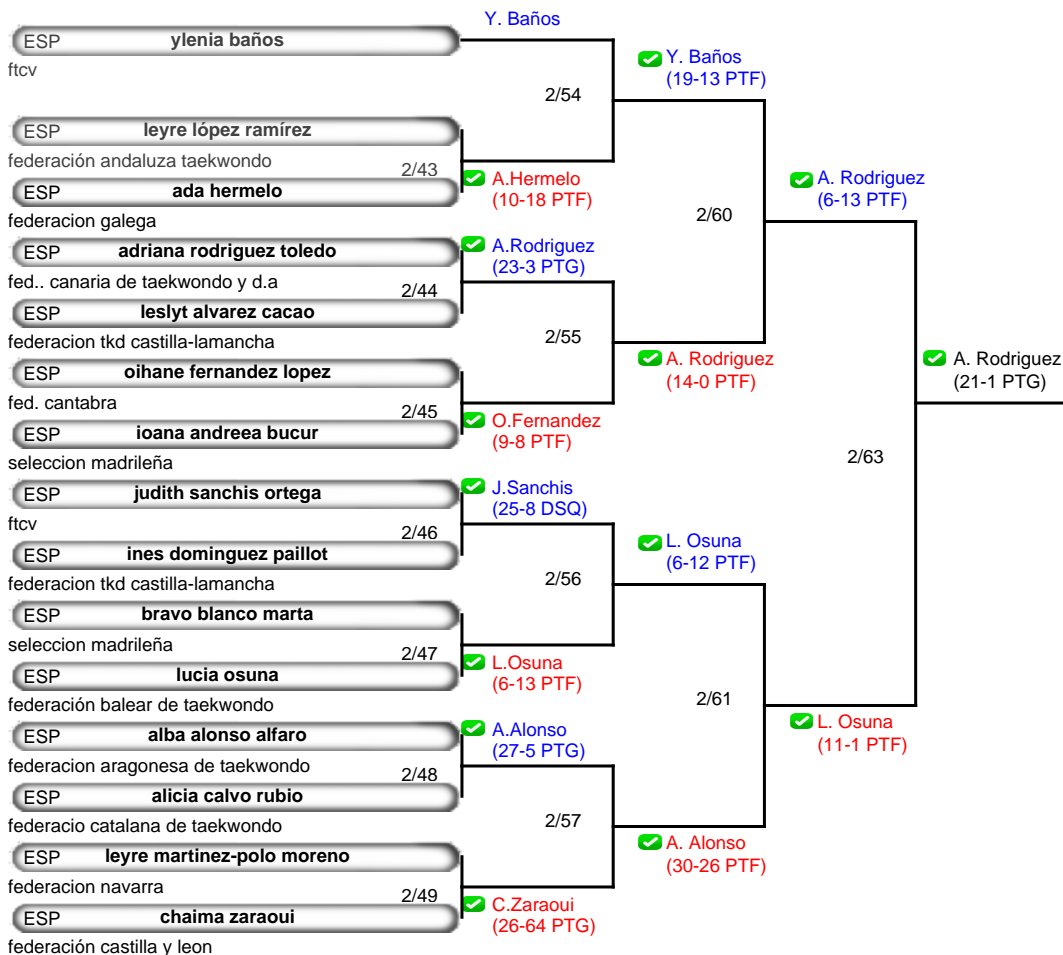 Y. Baños
ESP ylenia baños
ftcv
Y. Baños
(19-13 PTF)
2/54
ESP leyre lópez ramírez
federación andaluza taekwondo
2/43
ESP ada hermelo
federacion galega
A.Hermelo
(10-18 PTF)
A. Rodriguez
(6-13 PTF)
2/60
ESP adriana rodriguez toledo
fed.. canaria de taekwondo y d.a
A.Rodriguez
(23-3 PTG)
2/44
ESP leslyt alvarez cacao
federacion tkd castilla-lamancha
2/55
A. Rodriguez
(14-0 PTF)
A. Rodriguez
(21-1 PTG)
ESP oihane fernandez lopez
fed. cantabra
2/45
ESP ioana andreea bucur
seleccion madrileña
O.Fernandez
(9-8 PTF)
2/63
ESP judith sanchis ortega
ftcv
J.Sanchis
(25-8 DSQ)
2/46
ESP ines dominguez paillot
federacion tkd castilla-lamancha
L. Osuna
(6-12 PTF)
2/56
ESP bravo blanco marta
seleccion madrileña
2/47
ESP lucia osuna
federación balear de taekwondo
L.Osuna
(6-13 PTF)
2/61
L. Osuna
(11-1 PTF)
ESP alba alonso alfaro
federacion aragonesa de taekwondo
A.Alonso
(27-5 PTG)
2/48
ESP alicia calvo rubio
federacio catalana de taekwondo
2/57
A. Alonso
(30-26 PTF)
ESP leyre martinez-polo moreno
federacion navarra
2/49
ESP chaima zaraoui
federación castilla y leon
C.Zaraoui
(26-64 PTG)